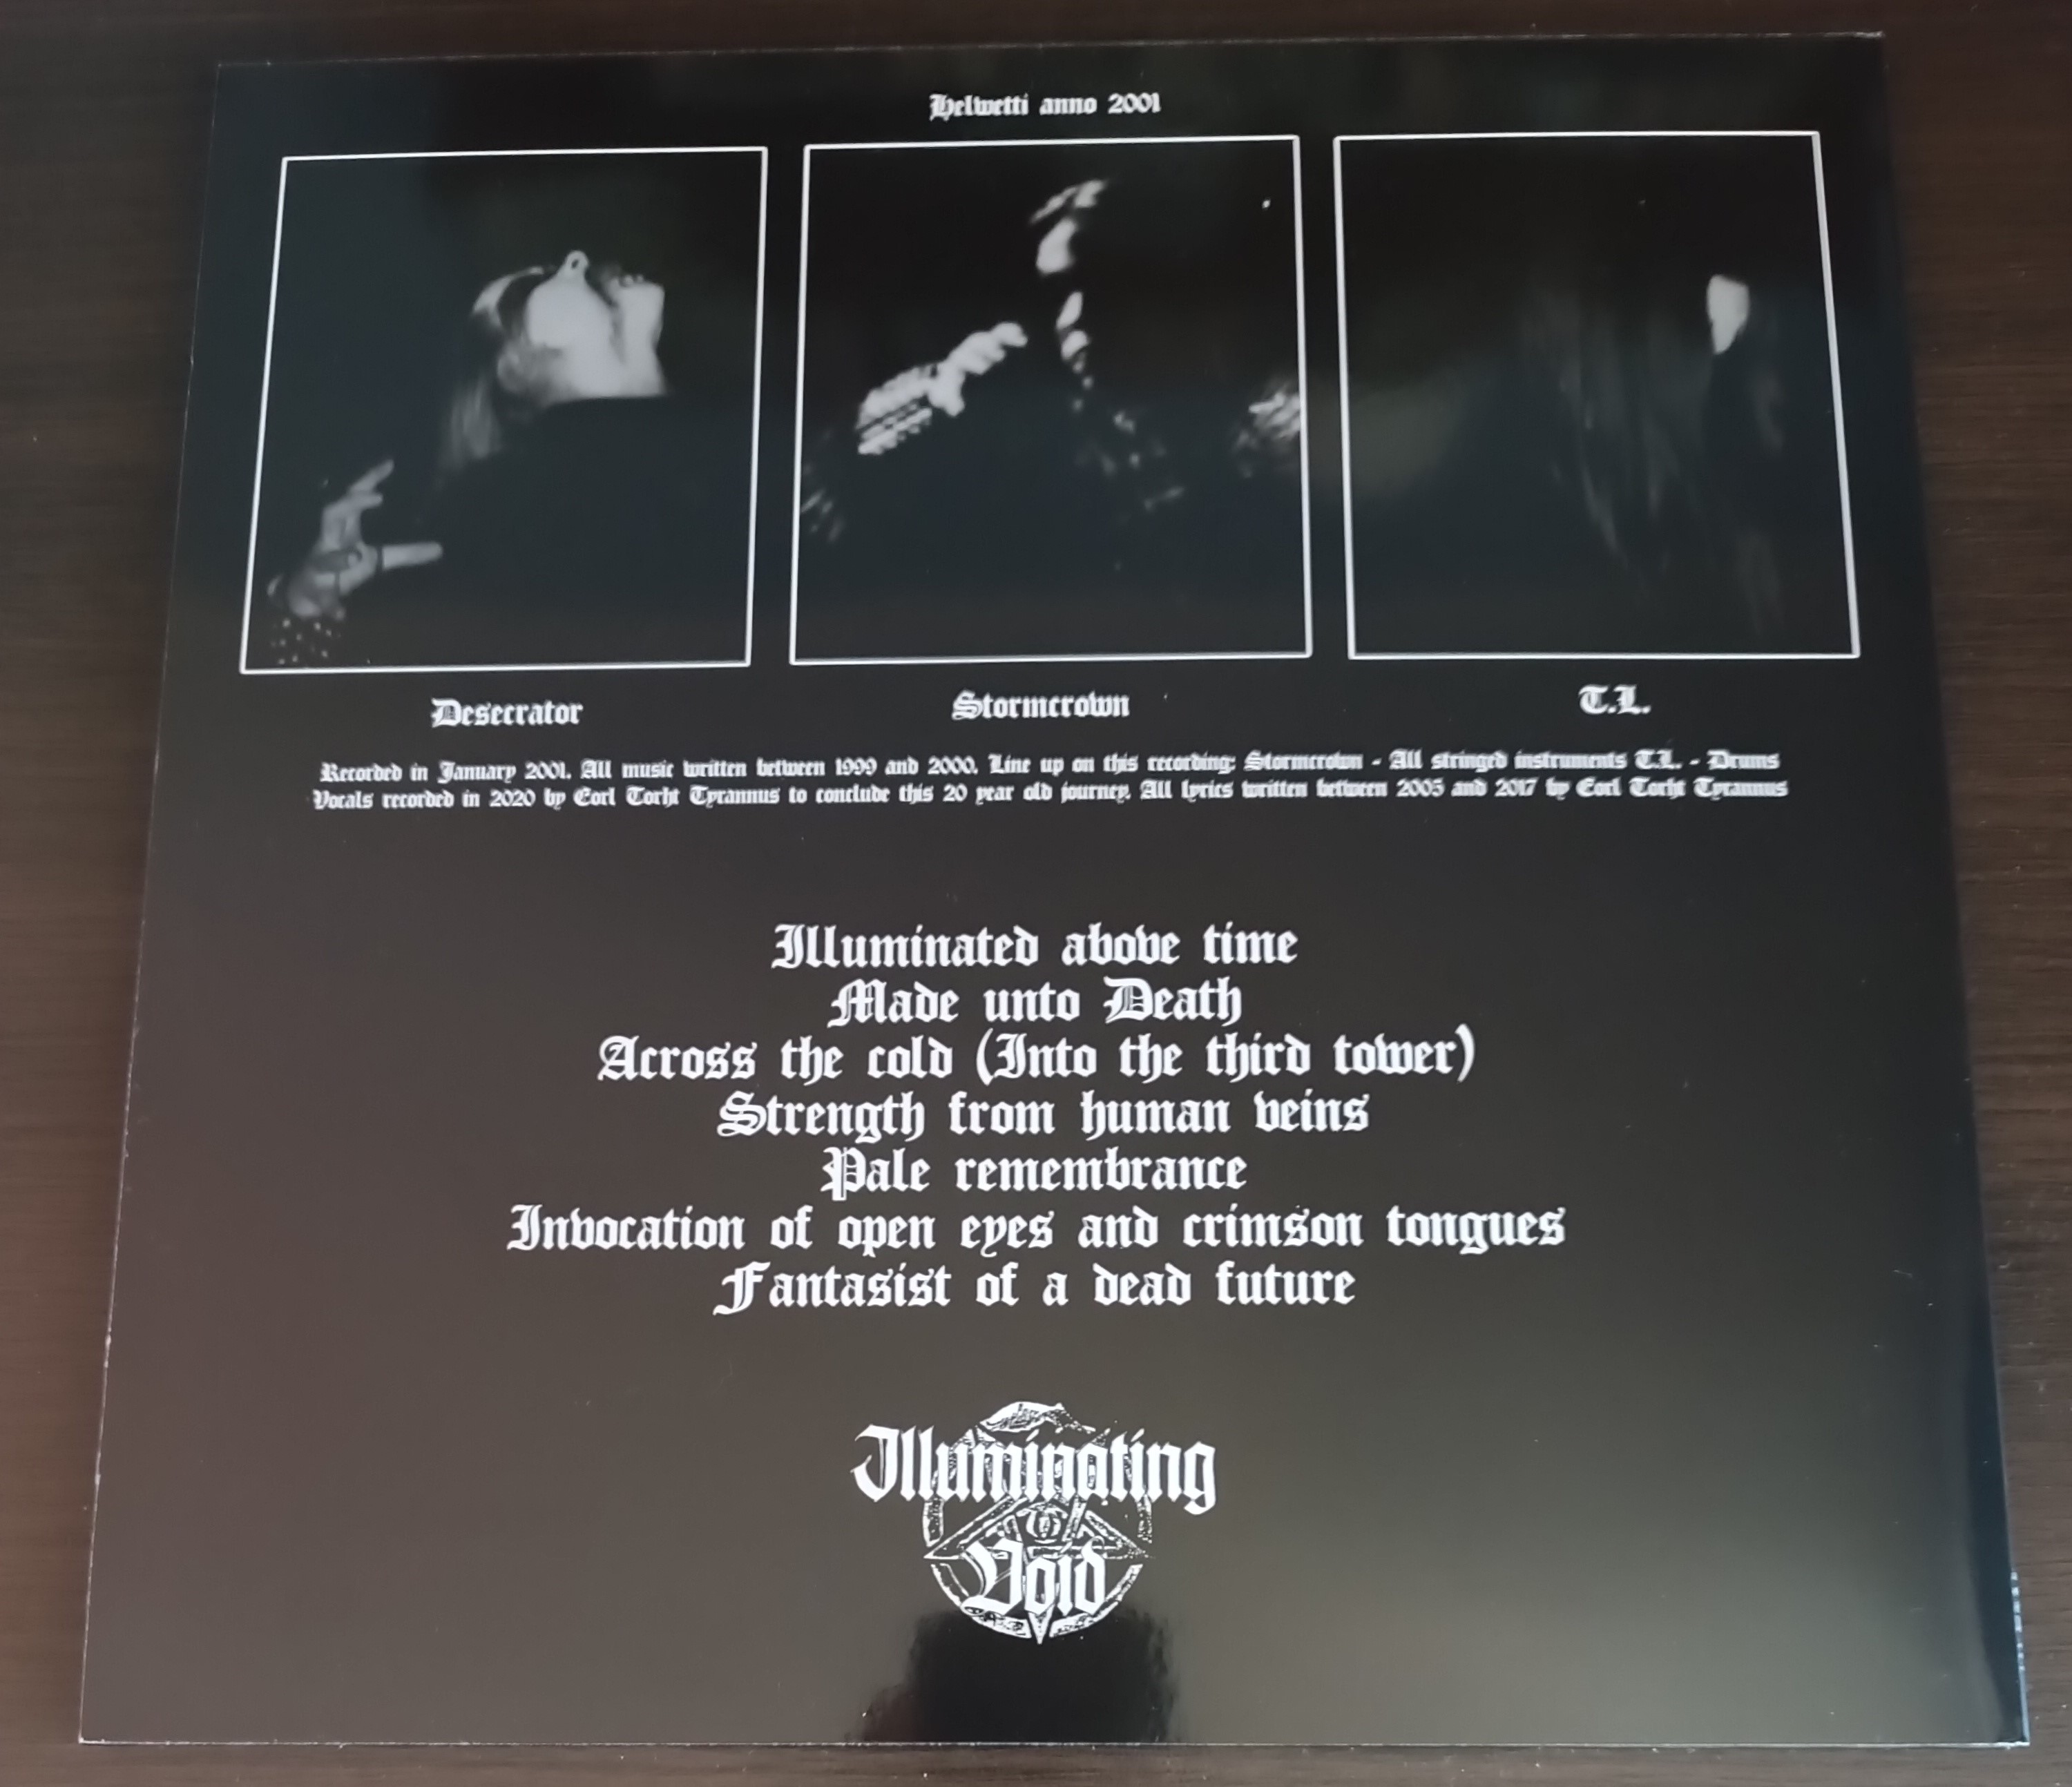 Helwetti anno 2001
Desecrator
Stormcrown
T.L.
Recorded in January 2001. All music written between 1999 and 2000. Line up on this recording: Stormcrown - All stringed instruments T.L. - Drums
Vocals recorded in 2020 by Eorl Torht Tyrannus to conclude this 20 year old journey. All lyrics written between 2005 and 2017 by Eorl Torht Tyrannus
Illuminated above time
Made unto Death
Across the cold (Into the third tower)
Strength from human veins
Pale remembrance
Invocation of open eyes and crimson tongues
Fantasist of a dead future
Illuminating
Void